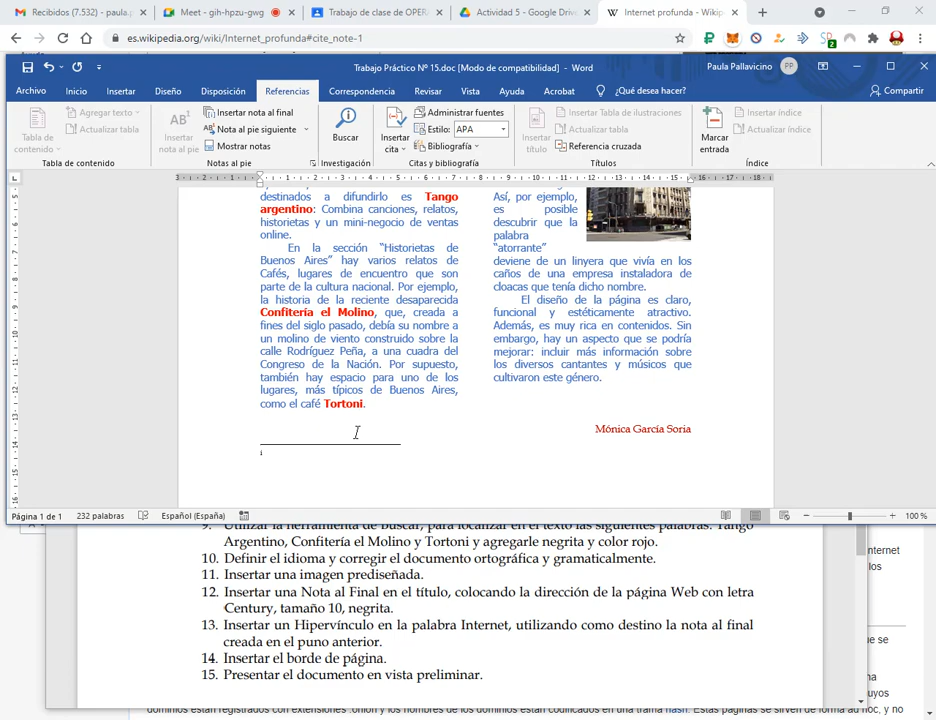 Recibidos (7.532) - paula.p
Meet - gih-hpzu-gwg
Trabajo de clase de OPERA
Actividad 5 - Google Drive
Internet profunda - Wikip
es.wikipedia.org/wiki/Internet_profunda#cite_note-1
Trabajo Práctico Nº 15.doc [Modo de compatibilidad] - Word
Paula Pallavicino
PP
Archivo
Inicio
Insertar
Diseño
Disposición
Referencias
Correspondencia
Revisar
Vista
Ayuda
Acrobat
¿Qué desea hacer?
Compartir
Tabla de contenido
Agregar texto
Actualizar tabla
Insertar nota al pie
Insertar nota al final
Nota al pie siguiente
Mostrar notas
Buscar
Insertar cita
Administrar fuentes
Estilo: APA
Bibliografía
Insertar título
Insertar Tabla de ilustraciones
Actualizar tabla
Referencia cruzada
Marcar entrada
Insertar índice
Actualizar índice
Tabla de contenido
Notas al pie
Investigación
Citas y bibliografía
Títulos
Índice
destinados a difundirlo es Tango
argentino: Combina canciones, relatos,
historietas y un mini-negocio de ventas
online.
En la sección "Historietas de
Buenos Aires" hay varios relatos de
Cafés, lugares de encuentro que son
parte de la cultura nacional. Por ejemplo,
la historia de la reciente desaparecida
Confitería el Molino, que, creada a
fines del siglo pasado, debía su nombre a
un molino de viento construido sobre la
calle Rodríguez Peña, a una cuadra del
Congreso de la Nación. Por supuesto,
también hay espacio para uno de los
lugares, más típicos de Buenos Aires,
como el café Tortoni.
i
Así, por ejemplo,
es posible
descubrir que la
palabra
"atorrante"
deviene de un linyera que vivía en los
caños de una empresa instaladora de
cloacas que tenía dicho nombre.
El diseño de la página es claro,
funcional y estéticamente atractivo.
Además, es muy rica en contenidos. Sin
embargo, hay un aspecto que se podría
mejorar: incluir más información sobre
los diversos cantantes y músicos que
cultivaron este género.
Mónica García Soria
Página 1 de 1
232 palabras
Español (España)
100 %
9. Utilizar la herramienta de Buscar, para localizar en el texto las siguientes palabras: Tango
Argentino, Confitería el Molino y Tortoni y agregarle negrita y color rojo.
10. Definir el idioma y corregir el documento ortográfica y gramaticalmente.
11. Insertar una imagen prediseñada.
12. Insertar una Nota al Final en el título, colocando la dirección de la página Web con letra
Century, tamaño 10, negrita.
13. Insertar un Hipervínculo en la palabra Internet, utilizando como destino la nota al final
creada en el puno anterior.
14. Insertar el borde de página.
15. Presentar el documento en vista preliminar.
nternet
los
ue se
na
uyos
dominios están registrados con extensiones .onion y los nombres de los dominios están codificados en una trama hash. Estas páginas se sirven de forma ad hoc, y no